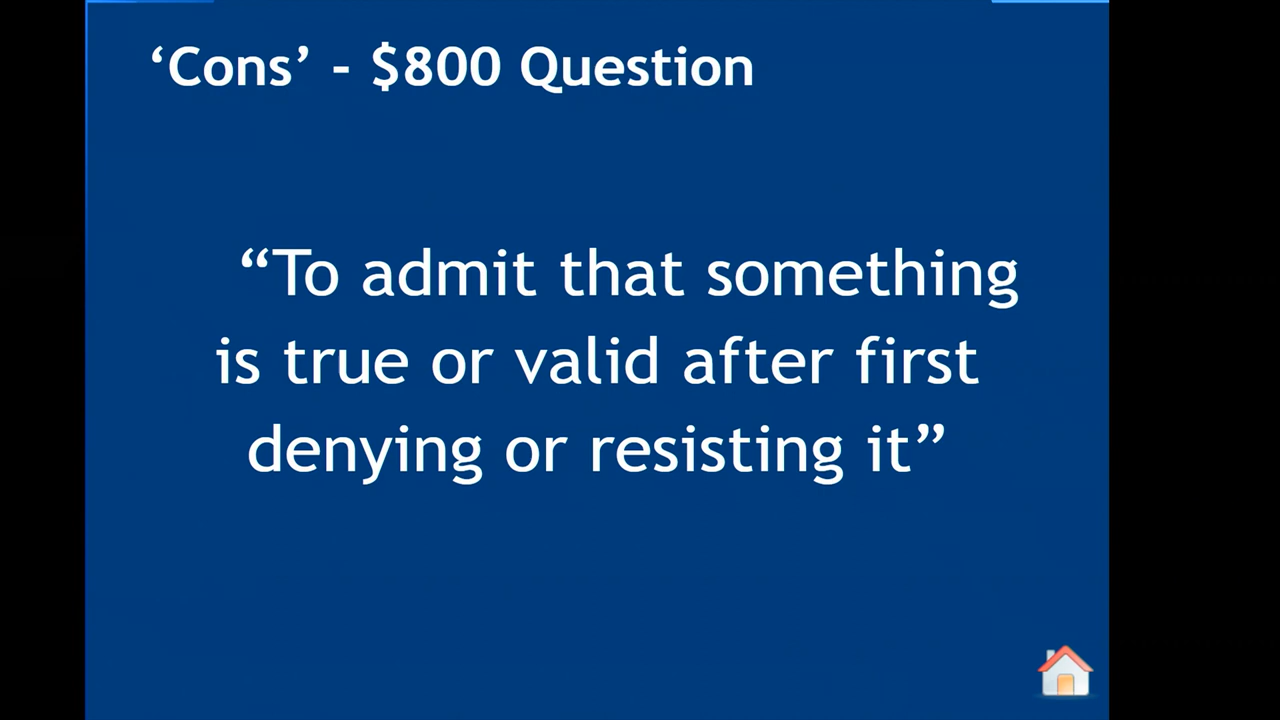 ‘Cons’ - $800 Question
“To admit that something
is true or valid after first
denying or resisting it”